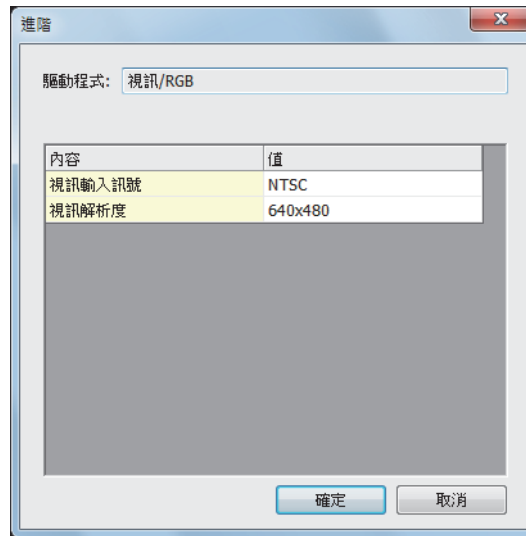 進階
驅動程式: 視訊/RGB
內容 值
視訊輸入訊號 NTSC
視訊解析度 640x480
確定 取消